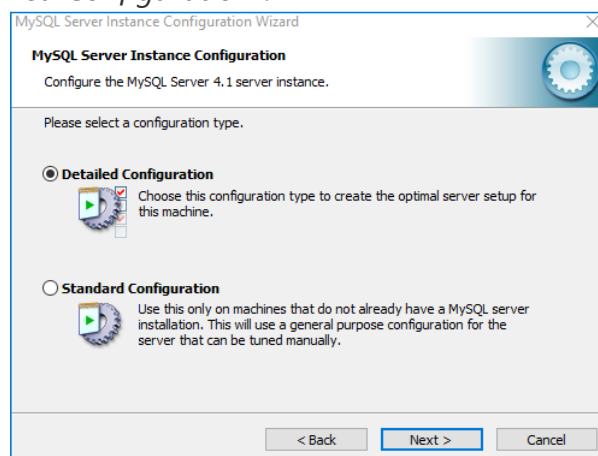 MySQL Server Instance Configuration Wizard
MySQL Server Instance Configuration
Configure the MySQL Server 4.1 server instance.
Please select a configuration type.
Detailed Configuration
Choose this configuration type to create the optimal server setup for
this machine.
Standard Configuration
Use this only on machines that do not already have a MySQL server
installation. This will use a general purpose configuration for the
server that can be tuned manually.
< Back
Next >
Cancel